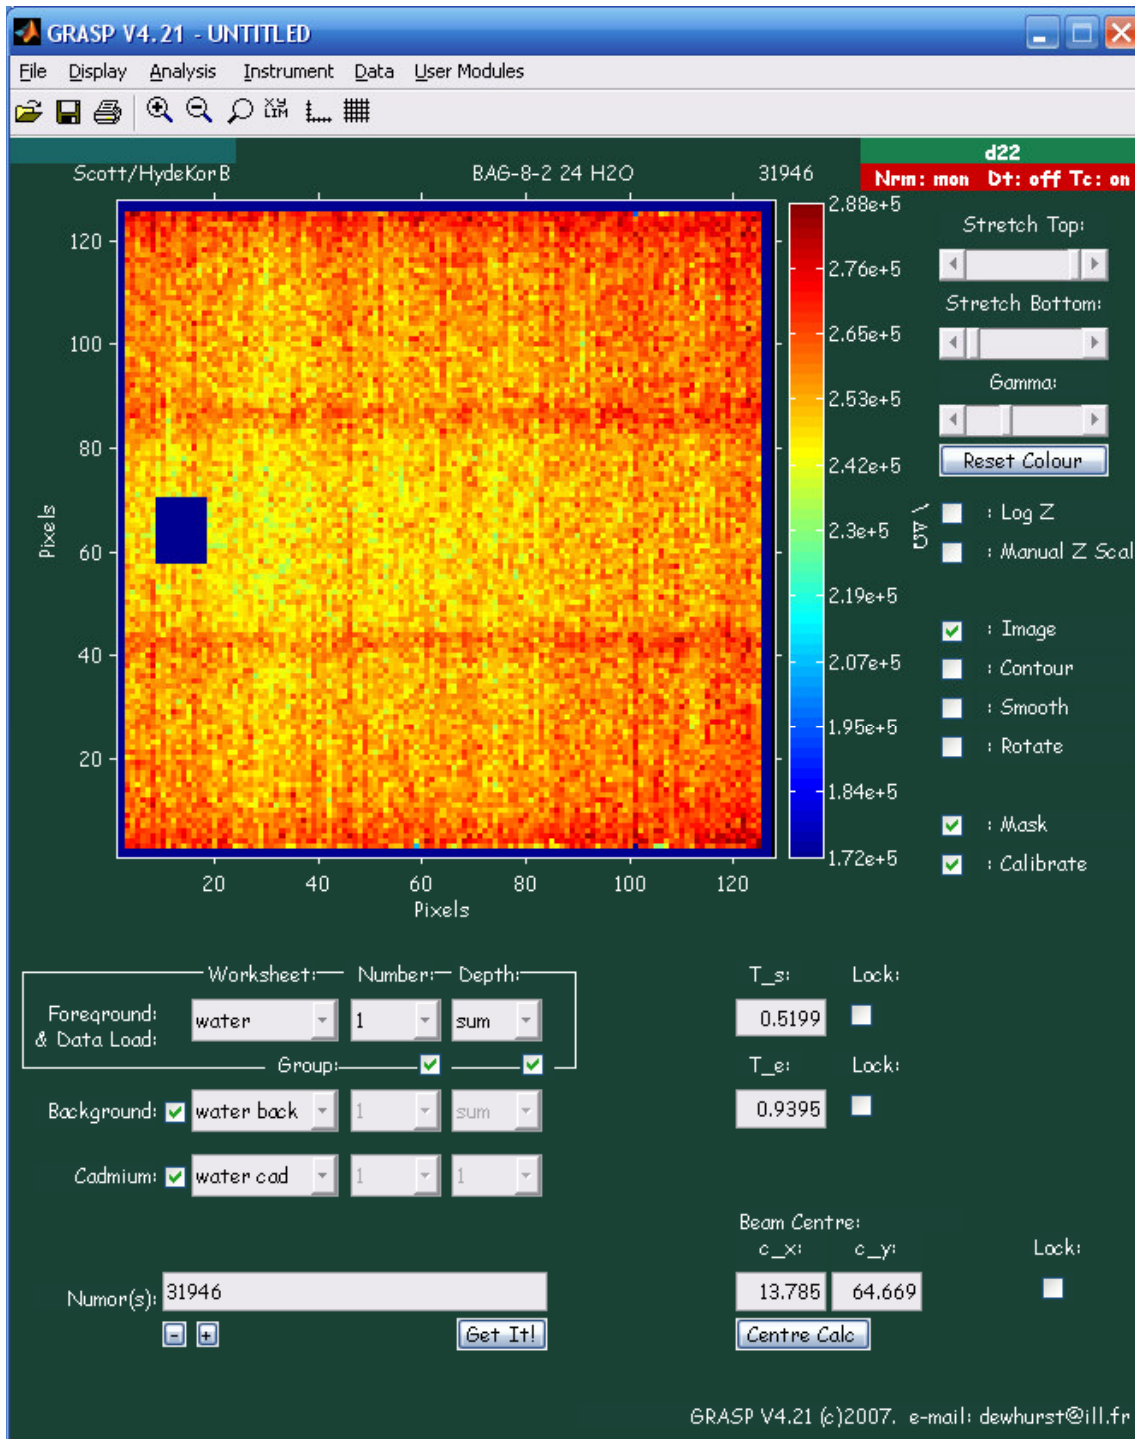 GRASP V4.21 - UNTITLED
File Display Analysis Instrument Data User Modules
XY LIM
d22
Scott/HydeKorB BAG-8-2 24 H2O 31946
Nrm: mon Dt: off Tc: on
2.88e+5
2.76e+5
2.65e+5
2.53e+5
2.42e+5
2.3e+5
2.19e+5
2.07e+5
1.95e+5
1.84e+5
1.72e+5
120
100
80
60
40
20
Pixels
20 40 60 80 100 120
Pixels
Stretch Top:
Stretch Bottom:
Gamma:
Reset Colour
: Log Z
: Manual Z Scal
: Image
: Contour
: Smooth
: Rotate
: Mask
: Calibrate
Worksheet: Number: Depth:
Foreground: & Data Load: water 1 sum
Group:
Background: water back 1 sum
Cadmium: water cad 1 1
T_s: Lock:
0.5199
T_e: Lock:
0.9395
Beam Centre:
c_x: c_y: Lock:
13.785 64.669
Centre Calc
Numor(s): 31946
- + Get It!
GRASP V4.21 (c)2007. e-mail: dewhurst@ill.fr